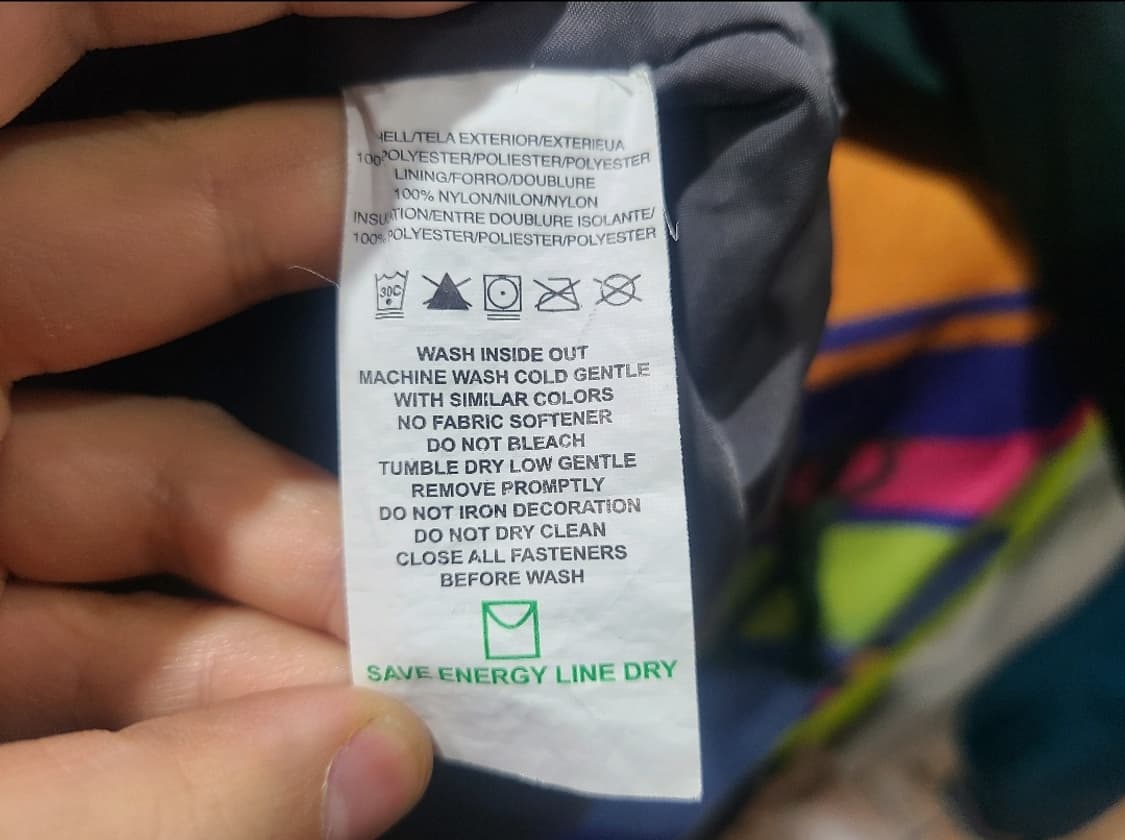 HELL/TELA EXTERIOR/EXTERIEUA
100 POLYESTER/POLIESTER/POLYESTER
LINING/FORRO/DOUBLURE
100% NYLON/NILON/NYLON
INSU TION/ENTRE DOUBLURE ISOLANTE/
100% POLYESTER/POLIESTER/POLYESTER
30C
WASH INSIDE OUT
MACHINE WASH COLD GENTLE
WITH SIMILAR COLORS
NO FABRIC SOFTENER
DO NOT BLEACH
TUMBLE DRY LOW GENTLE
REMOVE PROMPTLY
DO NOT IRON DECORATION
DO NOT DRY CLEAN
CLOSE ALL FASTENERS
BEFORE WASH
SAVE ENERGY LINE DRY